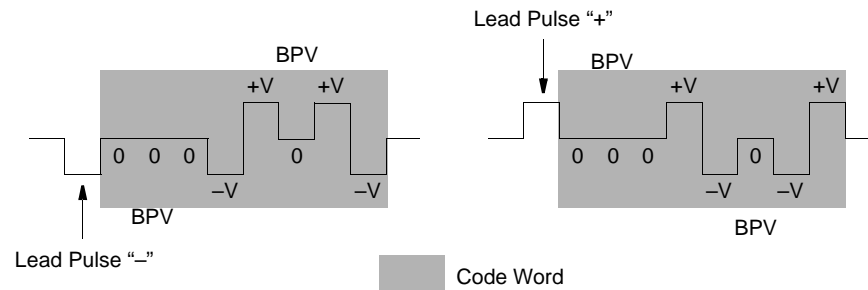 Lead Pulse “+”
BPV
BPV
+V +V +V +V
0 0 0 0 0 0 0 0
–V –V –V –V
BPV
BPV
Lead Pulse “–”
Code Word